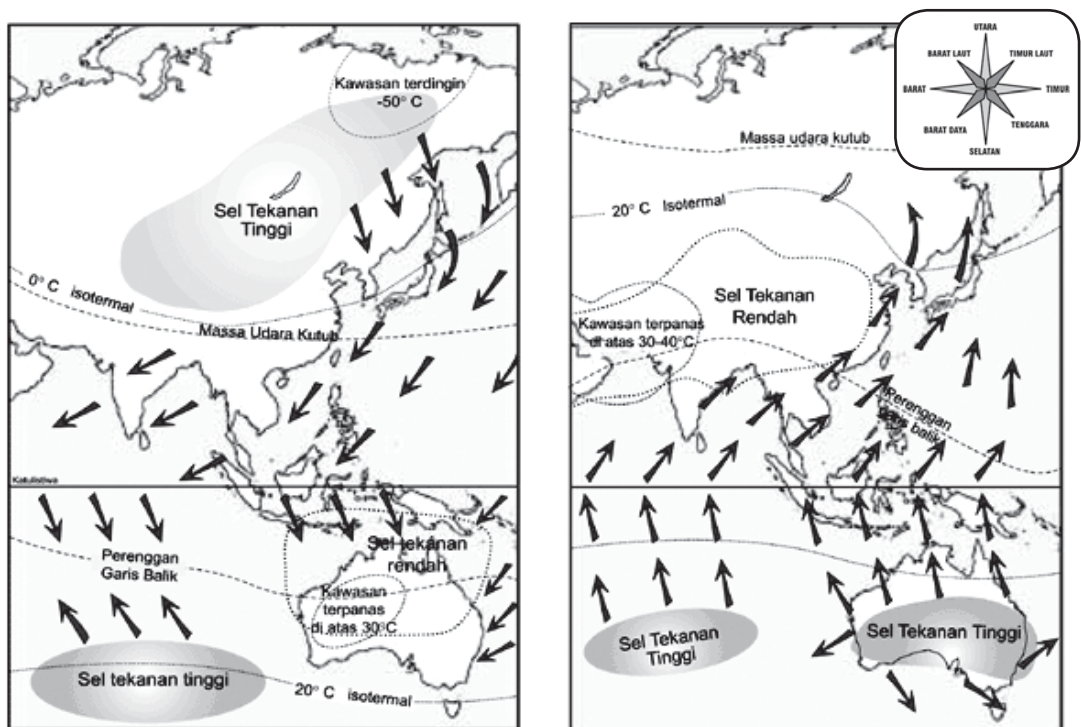 Kawasan terdingin
-50° C
Sel Tekanan
Tinggi
0° C isotermal
Massa Udara Kutub
Katulistiwa
Perenggan
Garis Balik
Sel tekanan
rendah
Kawasan
terpanas
di atas 30°C
Sel tekanan tinggi
20° C isotermal
UTARA
BARAT LAUT
TIMUR LAUT
BARAT
TIMUR
BARAT DAYA
TENGGARA
SELATAN
Massa udara kutub
20° C Isotermal
Sel Tekanan
Rendah
Kawasan terpanas
di atas 30-40°C
Perenggan
garis balik
Sel Tekanan
Tinggi
Sel Tekanan Tinggi